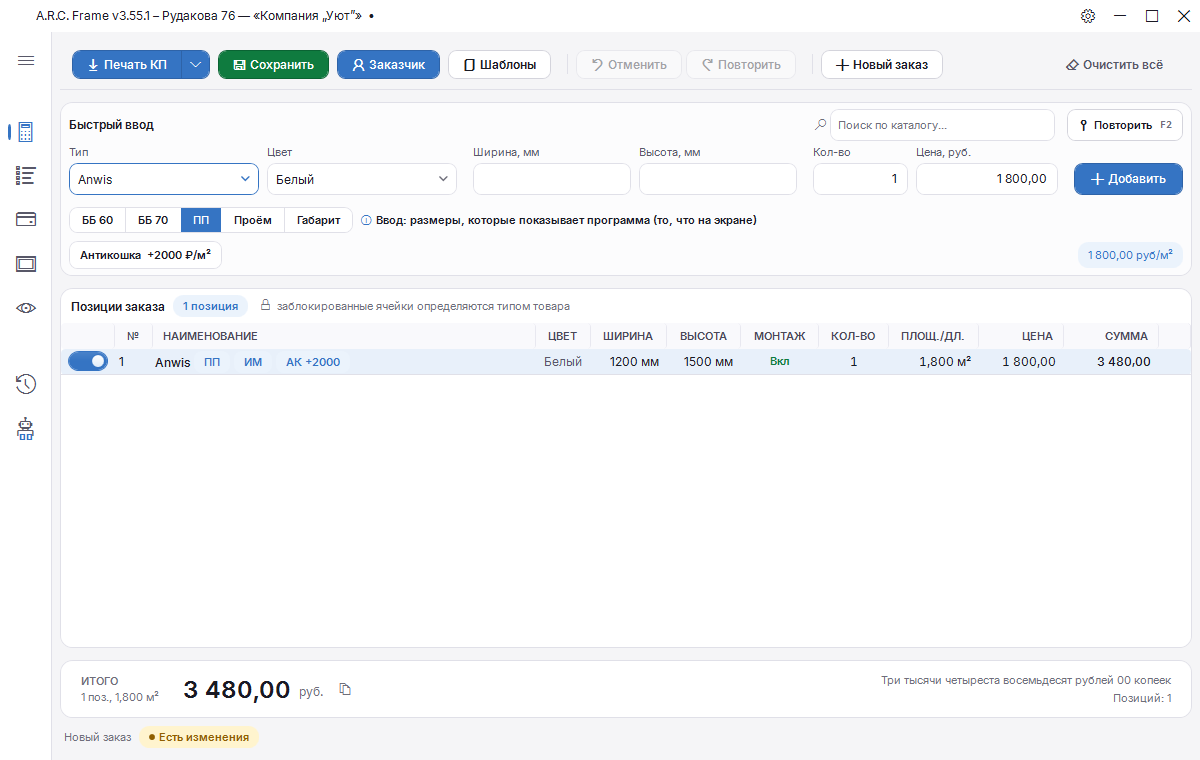 A.R.C. Frame v3.55.1 – Рудакова 76 — «Компания „Уют”» •
Печать КП
Сохранить
Заказчик
Шаблоны
Отменить
Повторить
Новый заказ
Очистить всё
Быстрый ввод
Поиск по каталогу...
Повторить F2
Тип
Цвет
Ширина, мм
Высота, мм
Кол-во
Цена, руб.
Anwis
Белый
1
1 800,00
Добавить
ББ 60
ББ 70
ПП
Проём
Габарит
Ввод: размеры, которые показывает программа (то, что на экране)
Антикошка +2000 ₽/м²
1 800,00 руб/м²
Позиции заказа
1 позиция
заблокированные ячейки определяются типом товара
№ НАИМЕНОВАНИЕ ЦВЕТ ШИРИНА ВЫСОТА МОНТАЖ КОЛ-ВО ПЛОЩ./ДЛ. ЦЕНА СУММА
1 Anwis ПП ИМ АК +2000 Белый 1200 мм 1500 мм Вкл 1 1,800 м² 1 800,00 3 480,00
ИТОГО
1 поз., 1,800 м²
3 480,00 руб.
Три тысячи четыреста восемьдесят рублей 00 копеек
Позиций: 1
Новый заказ
• Есть изменения